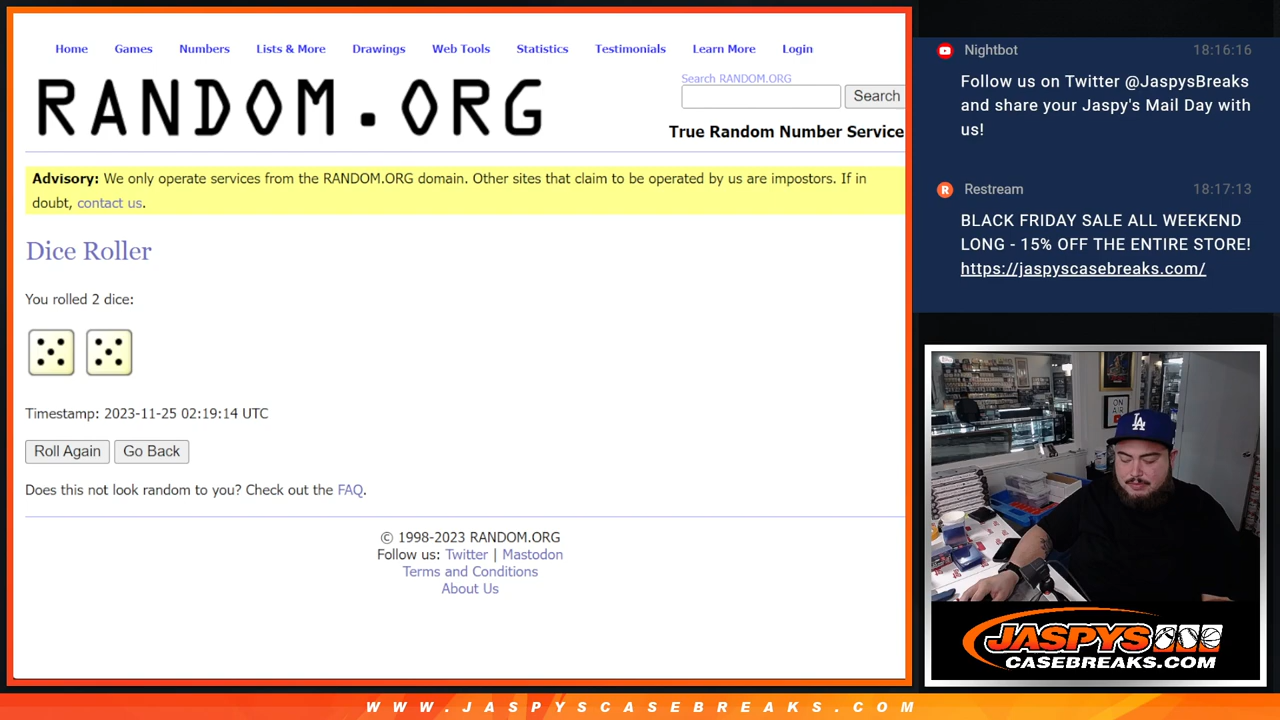 Home Games Numbers Lists & More Drawings Web Tools Statistics Testimonials Learn More Login
RANDOM.ORG
Search RANDOM.ORG
Search
True Random Number Service
Advisory: We only operate services from the RANDOM.ORG domain. Other sites that claim to be operated by us are impostors. If in
doubt, contact us.
Dice Roller
You rolled 2 dice:
Timestamp: 2023-11-25 02:19:14 UTC
Roll Again Go Back
Does this not look random to you? Check out the FAQ.
© 1998-2023 RANDOM.ORG
Follow us: Twitter | Mastodon
Terms and Conditions
About Us
Nightbot 18:16:16
Follow us on Twitter @JaspysBreaks
and share your Jaspy's Mail Day with
us!
R Restream 18:17:13
BLACK FRIDAY SALE ALL WEEKEND
LONG - 15% OFF THE ENTIRE STORE!
https://jaspyscasebreaks.com/
ON
AIR
LA
JASPYS
CASEBREAKS.COM
WWW.JASPYSCASEBREAKS.COM